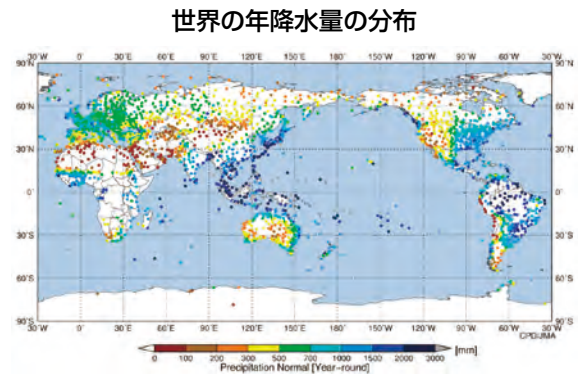 世界の年降水量の分布
30°W 0° 30°E 60°E 90°E 120°E 150°E 180° 150°W 120°W 90°W 60°W 30°W
90°N 90°N
60°N 60°N
30°N 30°N
0° 0°
30°S 30°S
60°S 60°S
90°S 90°S
30°W 0° 30°E 60°E 90°E 120°E 150°E 180° 150°W 120°W 90°W 60°W 30°W
CPD/JMA
0 100 200 300 500 700 1000 1500 2000 3000 [mm]
Precipitation Normal [Year-round]